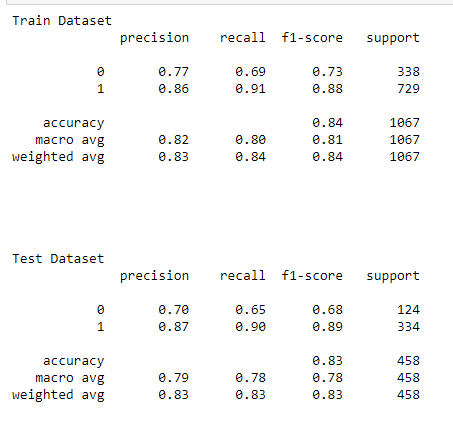 Train Dataset
precision recall f1-score support
0 0.77 0.69 0.73 338
1 0.86 0.91 0.88 729
accuracy 0.84 1067
macro avg 0.82 0.80 0.81 1067
weighted avg 0.83 0.84 0.84 1067
Test Dataset
precision recall f1-score support
0 0.70 0.65 0.68 124
1 0.87 0.90 0.89 334
accuracy 0.83 458
macro avg 0.79 0.78 0.78 458
weighted avg 0.83 0.83 0.83 458